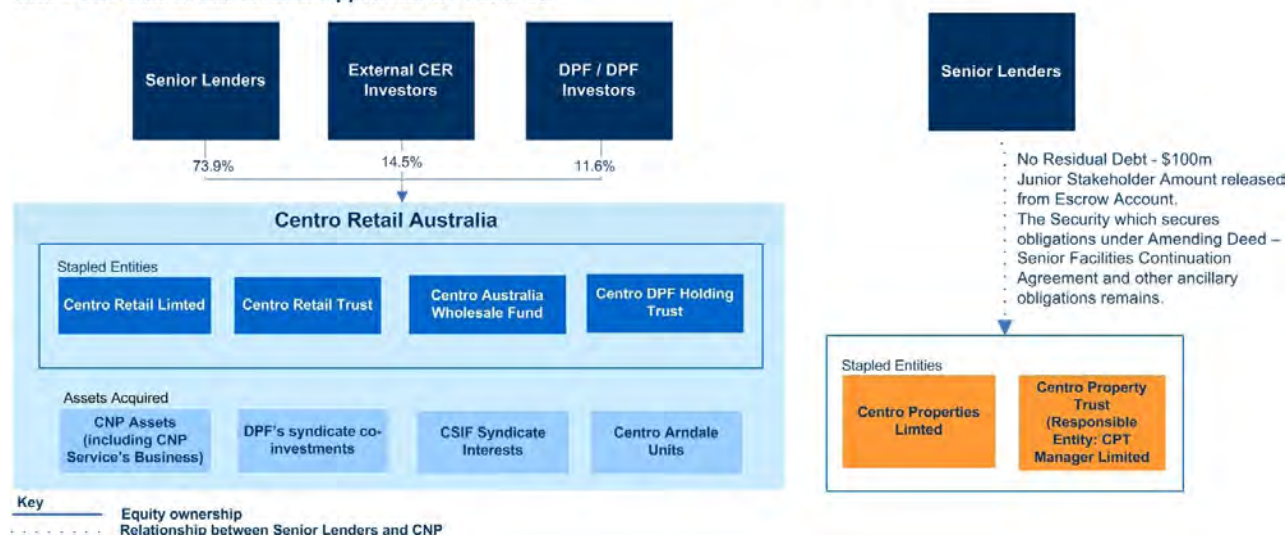 Senior Lenders
External CER
Investors
DPF / DPF
Investors
Senior Lenders
73.9%
14.5%
11.6%
No Residual Debt - $100m
Junior Stakeholder Amount released
from Escrow Account.
The Security which secures
obligations under Amending Deed –
Senior Facilities Continuation
Agreement and other ancillary
obligations remains.
Centro Retail Australia
Stapled Entities
Centro Retail Limted
Centro Retail Trust
Centro Australia
Wholesale Fund
Centro DPF Holding
Trust
Assets Acquired
CNP Assets
(including CNP
Service's Business)
DPF's syndicate co-
investments
CSIF Syndicate
Interests
Centro Arndale
Units
Stapled Entities
Centro Properties
Limted
Centro Property
Trust
(Responsible
Entity: CPT
Manager Limited
Key
Equity ownership
Relationship between Senior Lenders and CNP